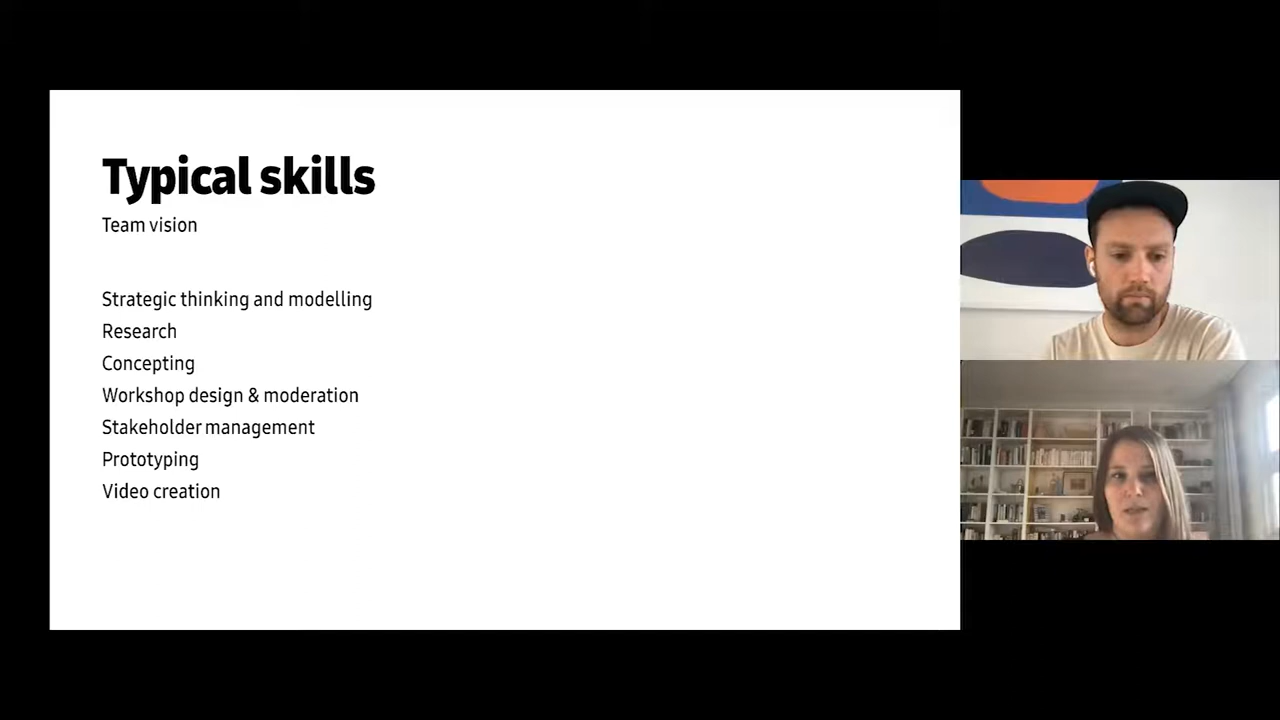 Typical skills
Team vision
Strategic thinking and modelling
Research
Concepting
Workshop design & moderation
Stakeholder management
Prototyping
Video creation